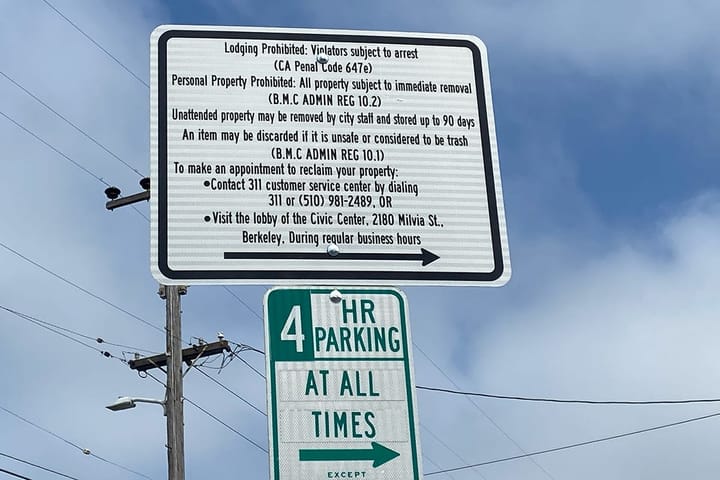 Lodging Prohibited: Violators subject to arrest
(CA Penal Code 647e)
Personal Property Prohibited: All property subject to immediate removal
(B.M.C ADMIN REG 10.2)
Unattended property may be removed by city staff and stored up to 90 days
An item may be discarded if it is unsafe or considered to be trash
(B.M.C ADMIN REG 10.1)
To make an appointment to reclaim your property:
•Contact 311 customer service center by dialing
311 or (510) 981-2489, OR
•Visit the lobby of the Civic Center, 2180 Milvia St.,
Berkeley, During regular business hours
4 HR
PARKING
AT ALL
TIMES
EXCEPT